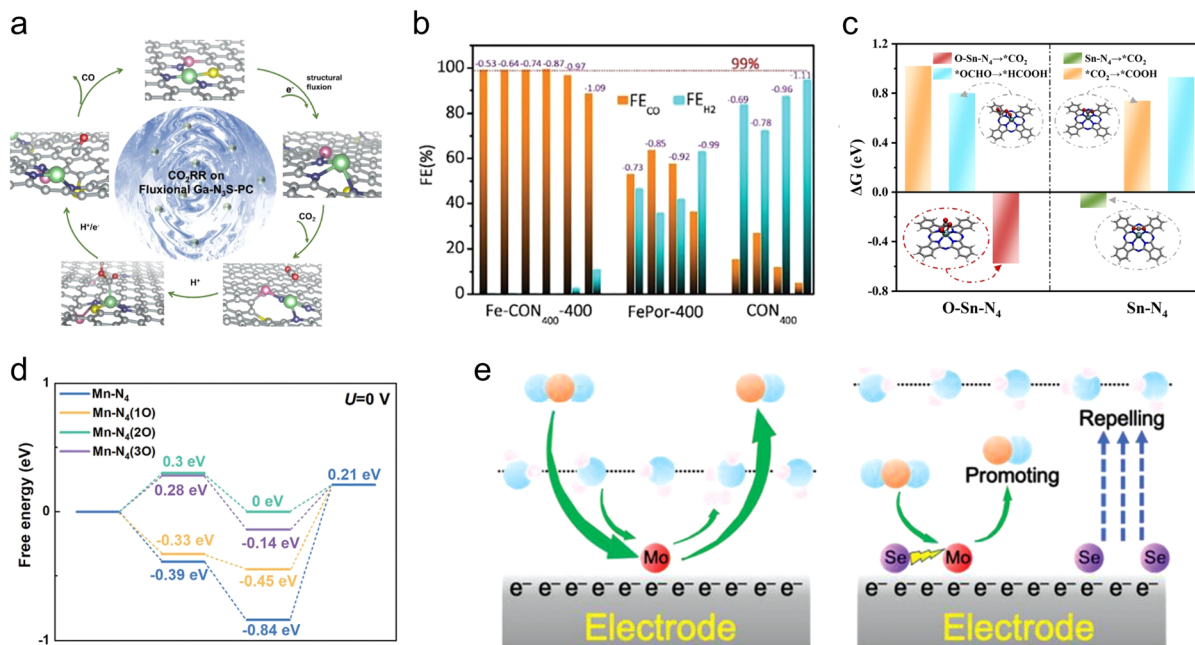 a
CO
structural
fluxion
e-
CO2RR on
Fluxional Ga-N3S-PC
CO2
H+/e-
H+
b
FE(%)
100
80
60
40
20
0
99%
-0.53
-0.64
-0.74
-0.87
-0.97
-1.09
FECO
FEH2
-0.73
-0.85
-0.92
-0.99
-0.69
-0.78
-0.96
-1.11
Fe-CON400-400
FePor-400
CON400
c
ΔG (eV)
1.2
0.8
0.4
0.0
-0.4
-0.8
O-Sn-N4→*CO2
*OCHO→*HCOOH
Sn-N4→*CO2
*CO2→*COOH
O-Sn-N4
Sn-N4
d
Free energy (eV)
1
0
-1
Mn-N4
Mn-N4(1O)
Mn-N4(2O)
Mn-N4(3O)
U=0 V
0.3 eV
0.28 eV
0 eV
-0.14 eV
0.21 eV
-0.33 eV
-0.39 eV
-0.45 eV
-0.84 eV
e
Mo
e- e- e- e- e- e- e- e- e- e-
Electrode
Repelling
Promoting
Se
Mo
Se
Se
e- e- e- e- e- e- e- e- e- e-
Electrode